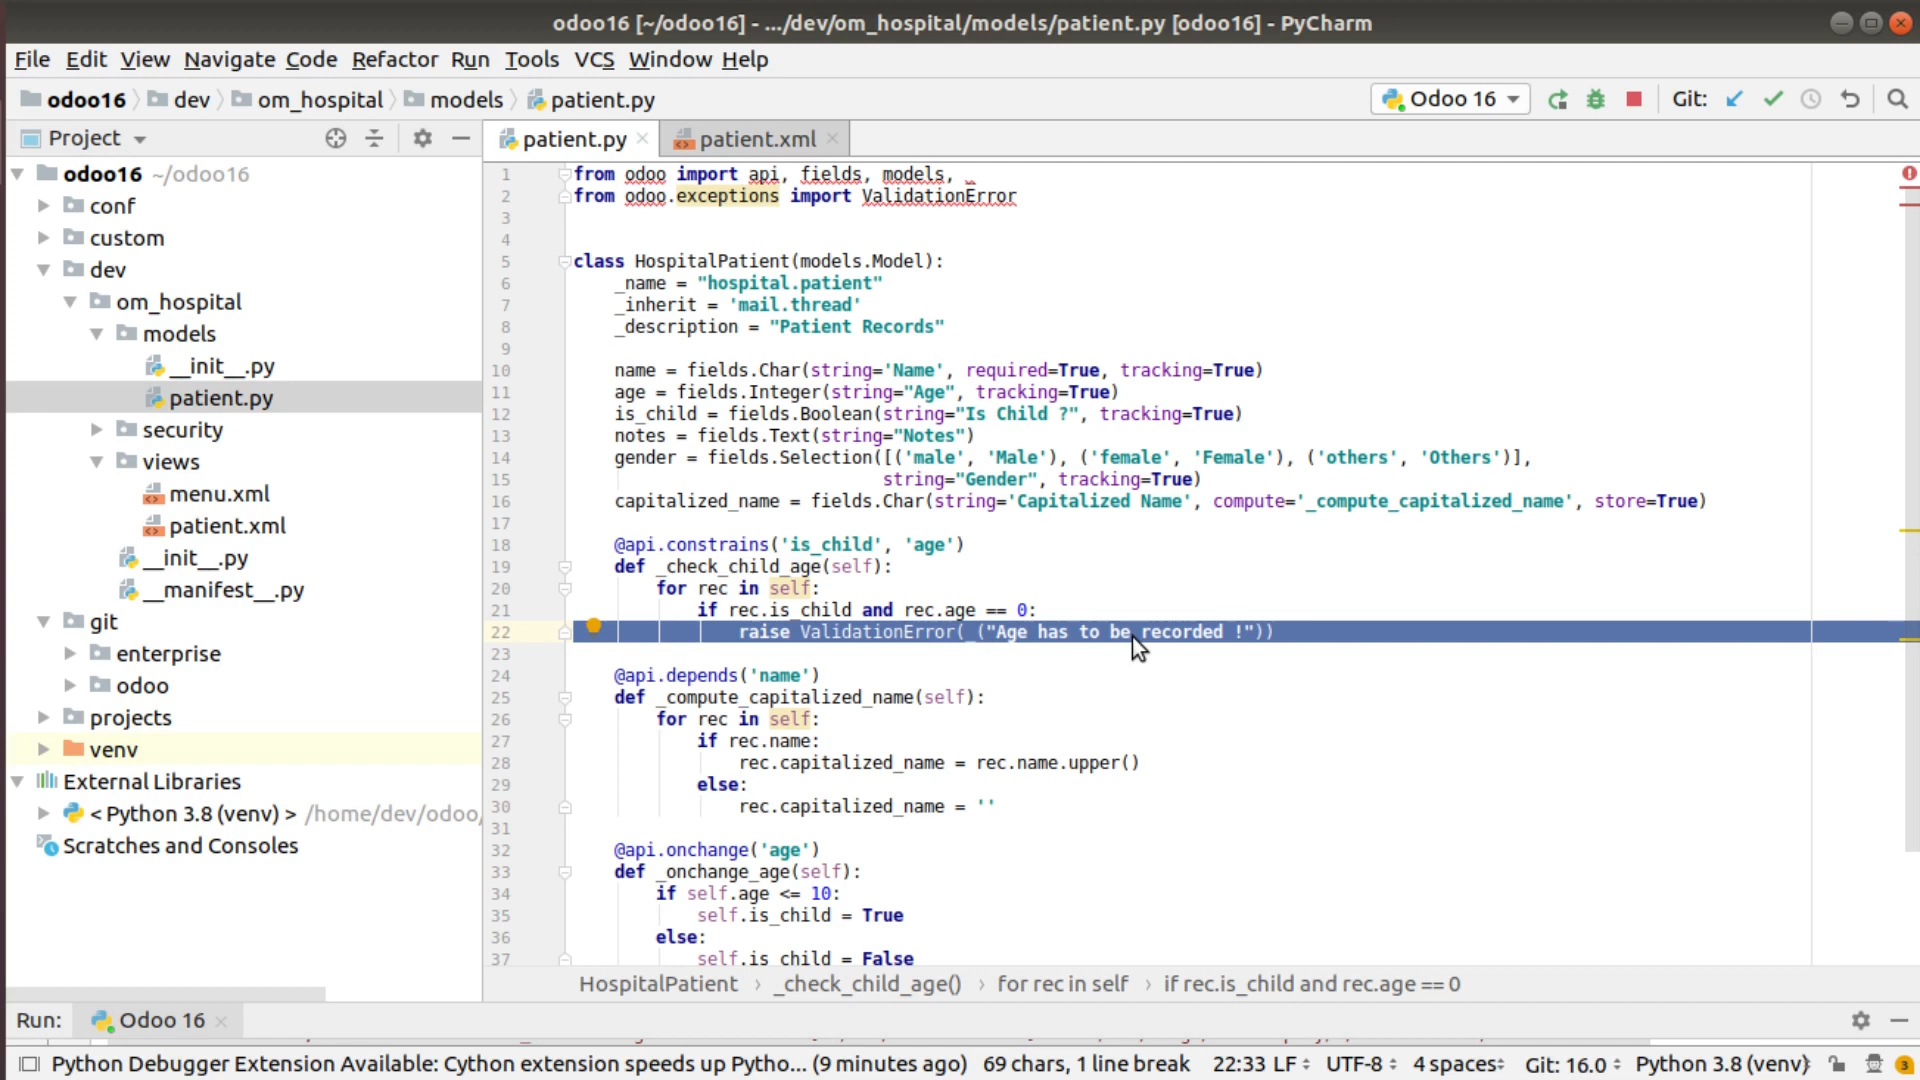 odoo16 [~/odoo16] - .../dev/om_hospital/models/patient.py [odoo16] - PyCharm
File Edit View Navigate Code Refactor Run Tools VCS Window Help
odoo16 dev om_hospital models patient.py Odoo 16 Git:
Project
patient.py patient.xml
odoo16 ~/odoo16
conf
custom
dev
om_hospital
models
__init__.py
patient.py
security
views
menu.xml
patient.xml
__init__.py
__manifest__.py
git
enterprise
odoo
projects
venv
External Libraries
< Python 3.8 (venv) > /home/dev/odoo/
Scratches and Consoles
1 from odoo import api, fields, models, _
2 from odoo.exceptions import ValidationError
3
4
5 class HospitalPatient(models.Model):
6 _name = "hospital.patient"
7 _inherit = 'mail.thread'
8 _description = "Patient Records"
9
10 name = fields.Char(string='Name', required=True, tracking=True)
11 age = fields.Integer(string="Age", tracking=True)
12 is_child = fields.Boolean(string="Is Child ?", tracking=True)
13 notes = fields.Text(string="Notes")
14 gender = fields.Selection([('male', 'Male'), ('female', 'Female'), ('others', 'Others')],
15 string="Gender", tracking=True)
16 capitalized_name = fields.Char(string='Capitalized Name', compute='_compute_capitalized_name', store=True)
17
18 @api.constrains('is_child', 'age')
19 def _check_child_age(self):
20 for rec in self:
21 if rec.is_child and rec.age == 0:
22 raise ValidationError(_("Age has to be recorded !"))
23
24 @api.depends('name')
25 def _compute_capitalized_name(self):
26 for rec in self:
27 if rec.name:
28 rec.capitalized_name = rec.name.upper()
29 else:
30 rec.capitalized_name = ''
31
32 @api.onchange('age')
33 def _onchange_age(self):
34 if self.age <= 10:
35 self.is_child = True
36 else:
37 self.is_child = False
HospitalPatient › _check_child_age() › for rec in self › if rec.is_child and rec.age == 0
Run: Odoo 16
Python Debugger Extension Available: Cython extension speeds up Pytho... (9 minutes ago) 69 chars, 1 line break 22:33 LF UTF-8 4 spaces Git: 16.0 Python 3.8 (venv) 3